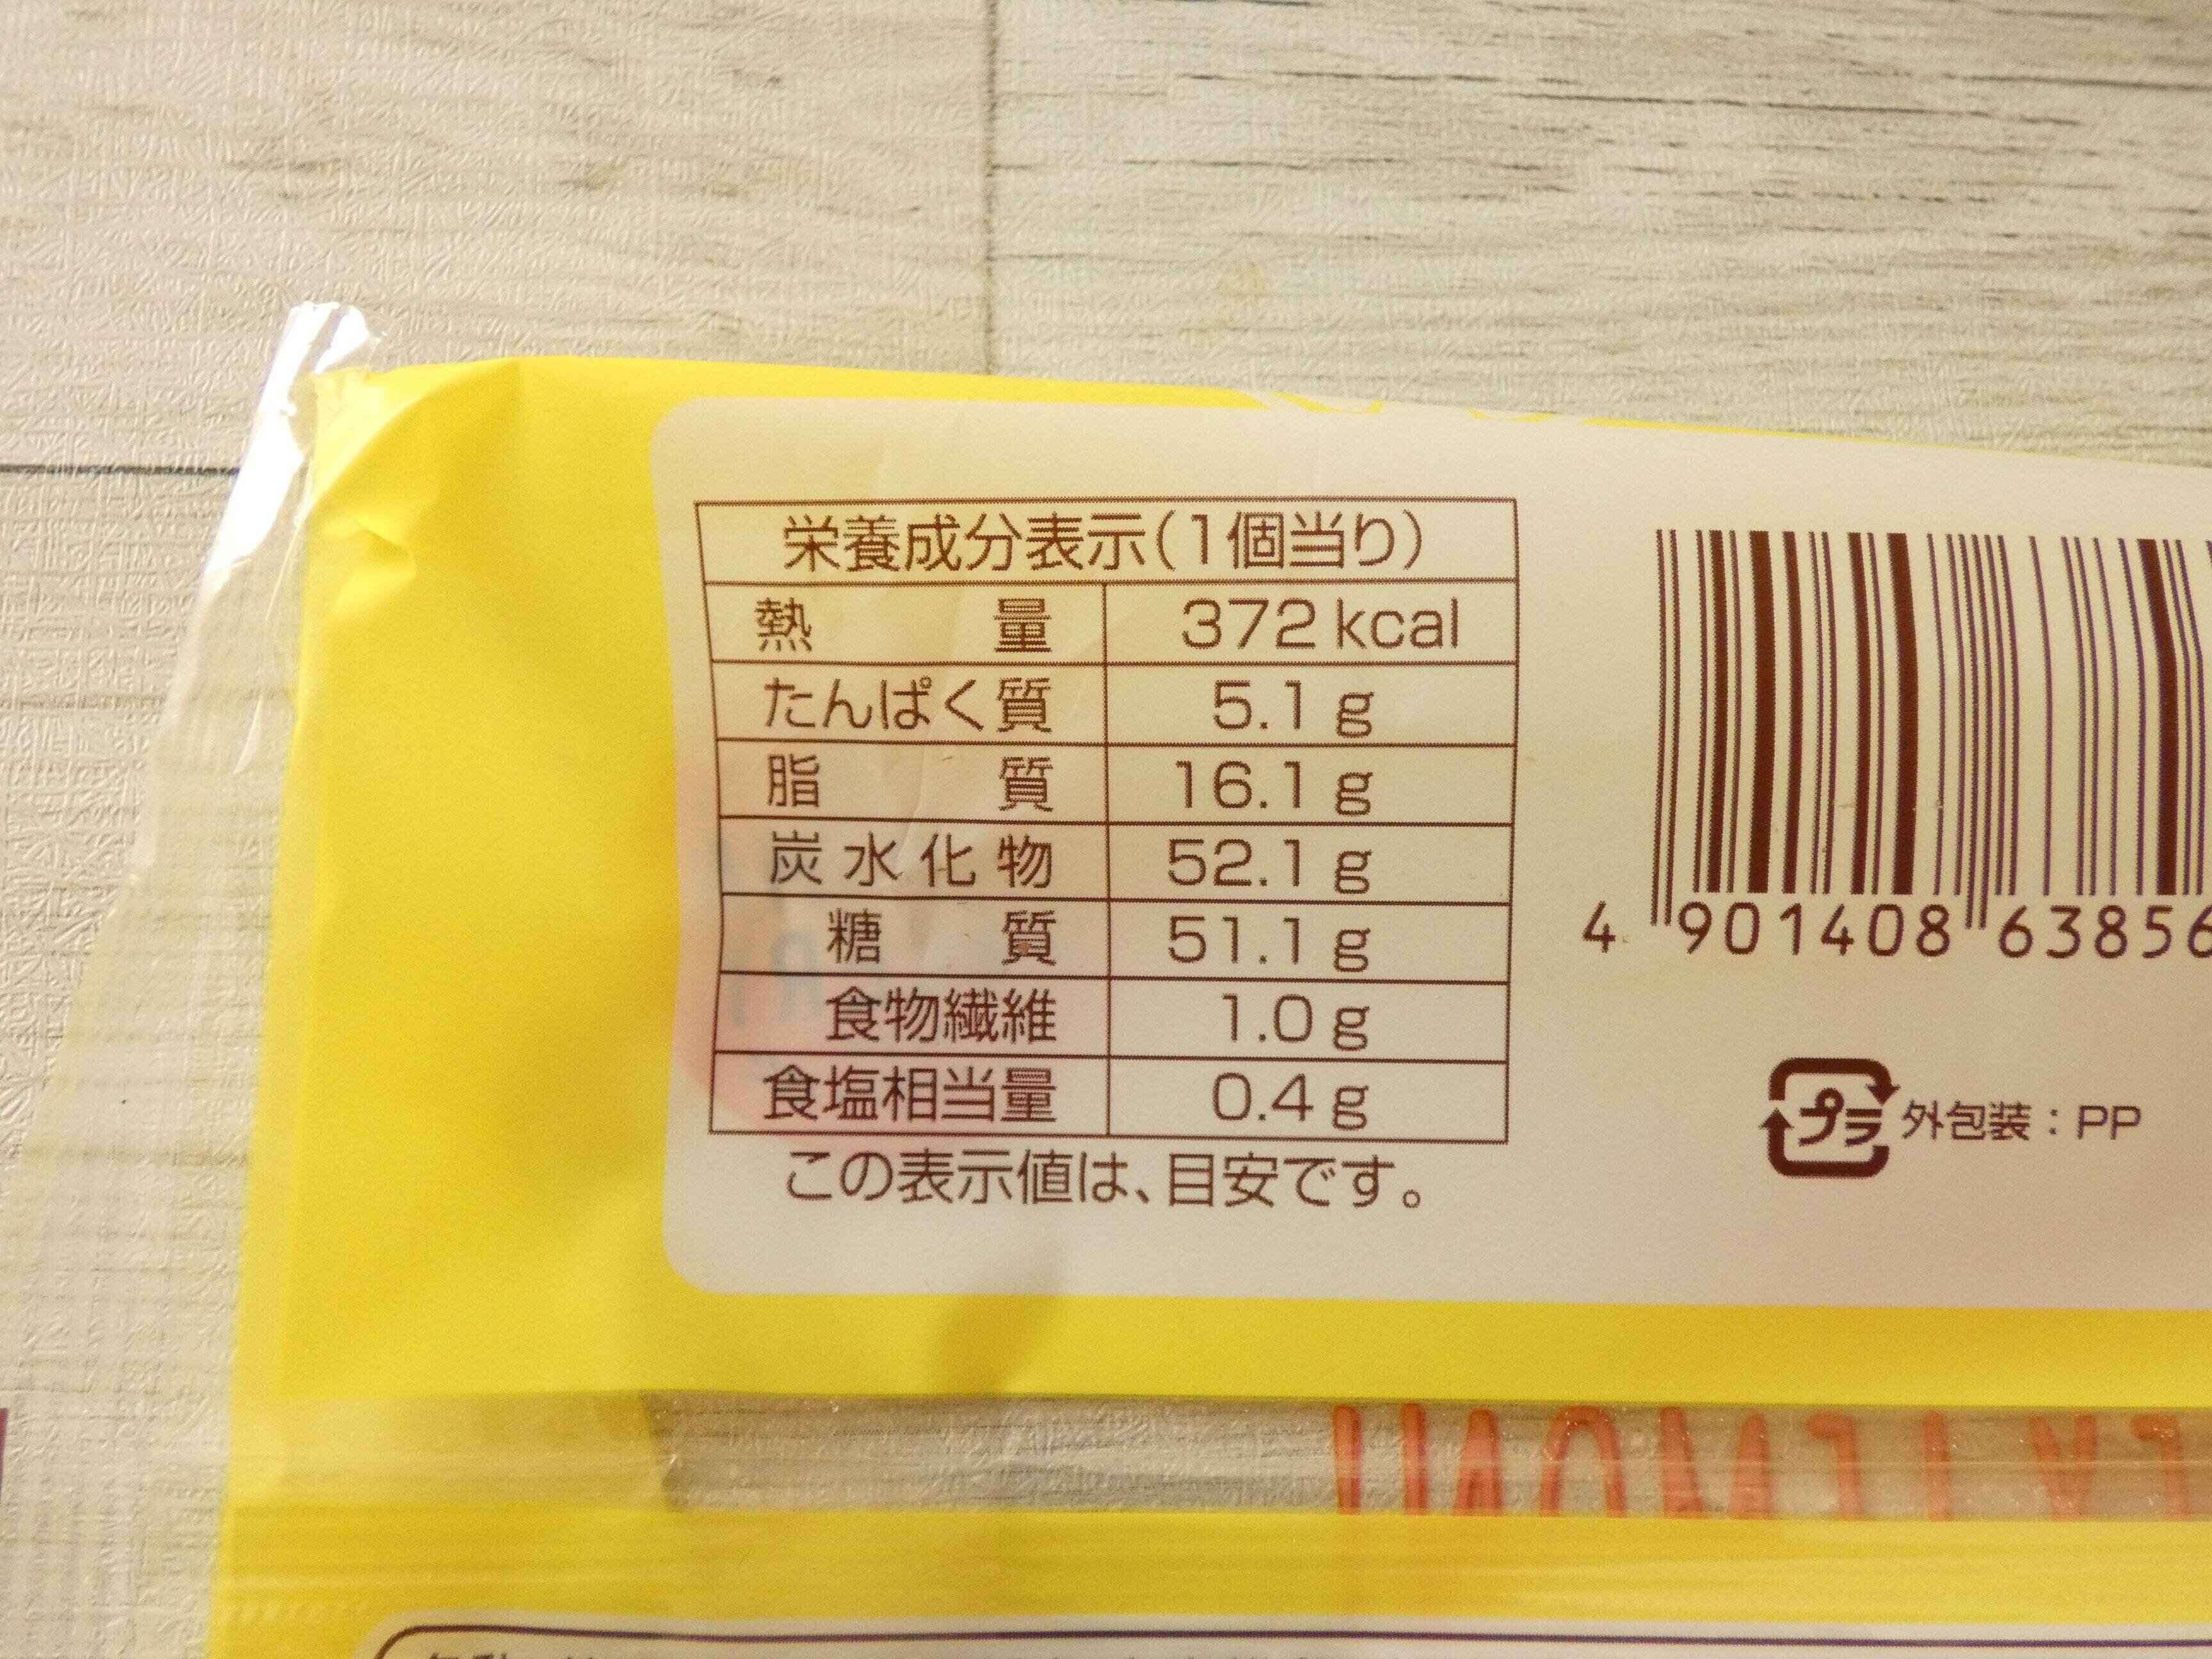 栄養成分表示(1個当り)
熱量 372kcal
たんぱく質 5.1g
脂質 16.1g
炭水化物 52.1g
糖質 51.1g
食物繊維 1.0g
食塩相当量 0.4g
この表示値は、目安です。
4 901408 63856
プラ 外包装：PP